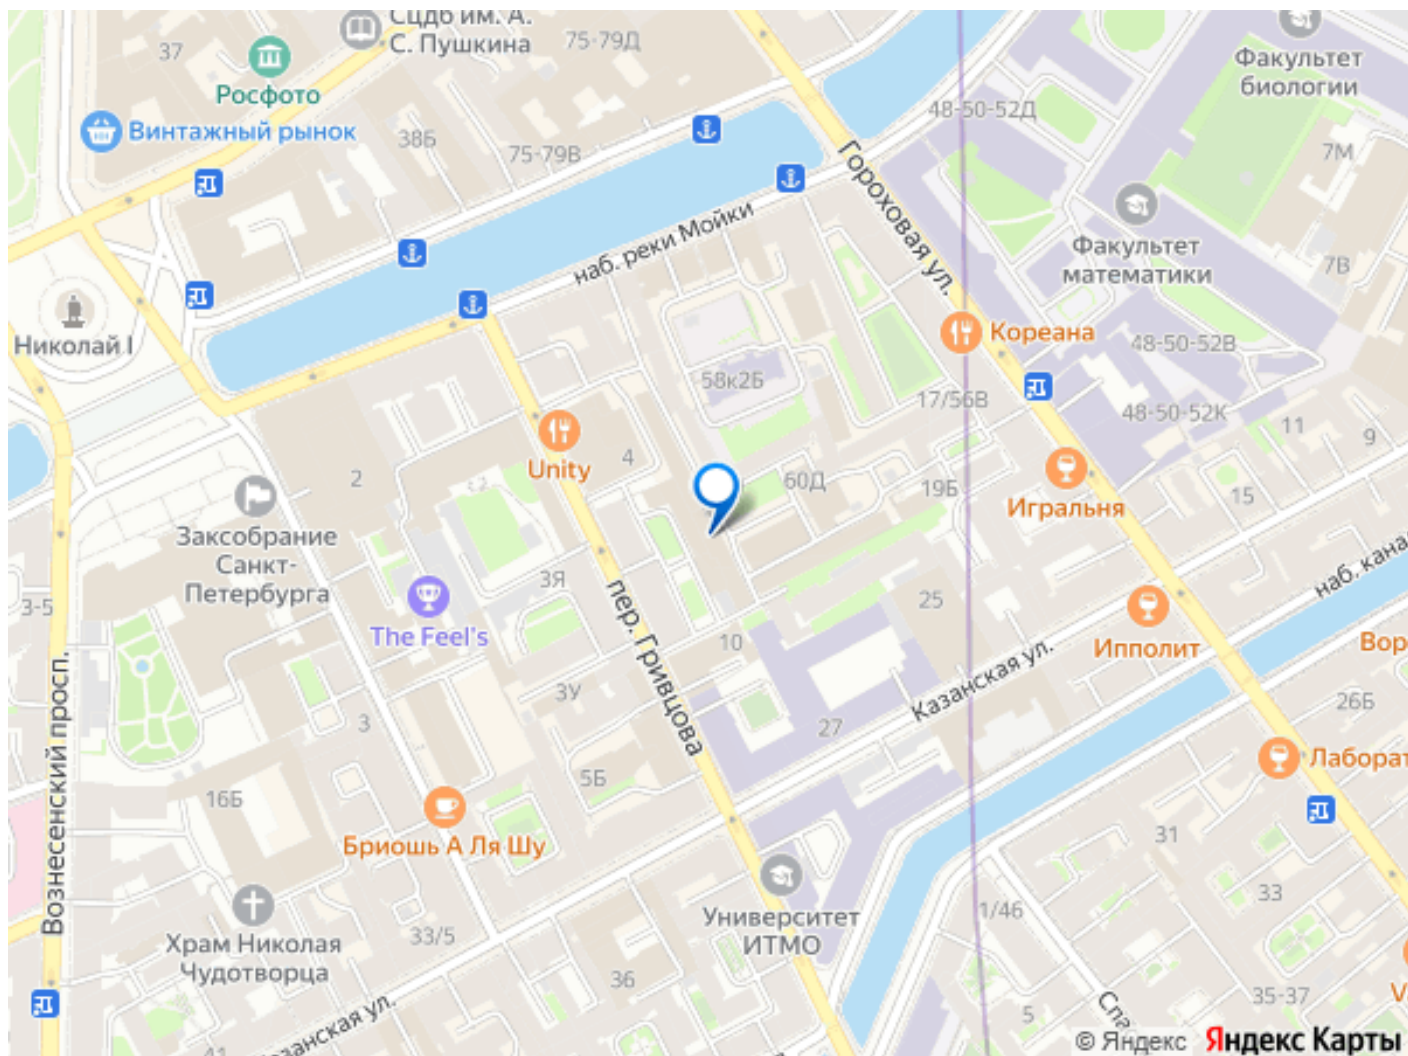 СЦДб им. А.
С. Пушкина
75-79Д
37
Росфото
Винтажный рынок
38Б
75-79В
48-50-52Д
Факультет
биологии
7М
Гороховая ул.
наб. реки Мойки
Факультет
математики
7В
Николай I
Кореана
48-50-52В
58к2Б
17/56В
48-50-52К
11
9
Unity
4
2
60Д
19Б
Игральня
15
Заксобрание
Санкт-
Петербурга
3-5
3Я
The Feel's
25
наб. кана
Ипполит
Вор
пер. Гривцова
10
Казанская ул.
3У
3
27
26Б
Вознесенский просп.
5Б
16Б
Лаборат
Бриошь А Ля Шу
31
33
Университет
ИТМО
1/46
33/5
Храм Николая
Чудотворца
36
35-37
5
Спа
41
Казанская ул.
© Яндекс Яндекс Карты